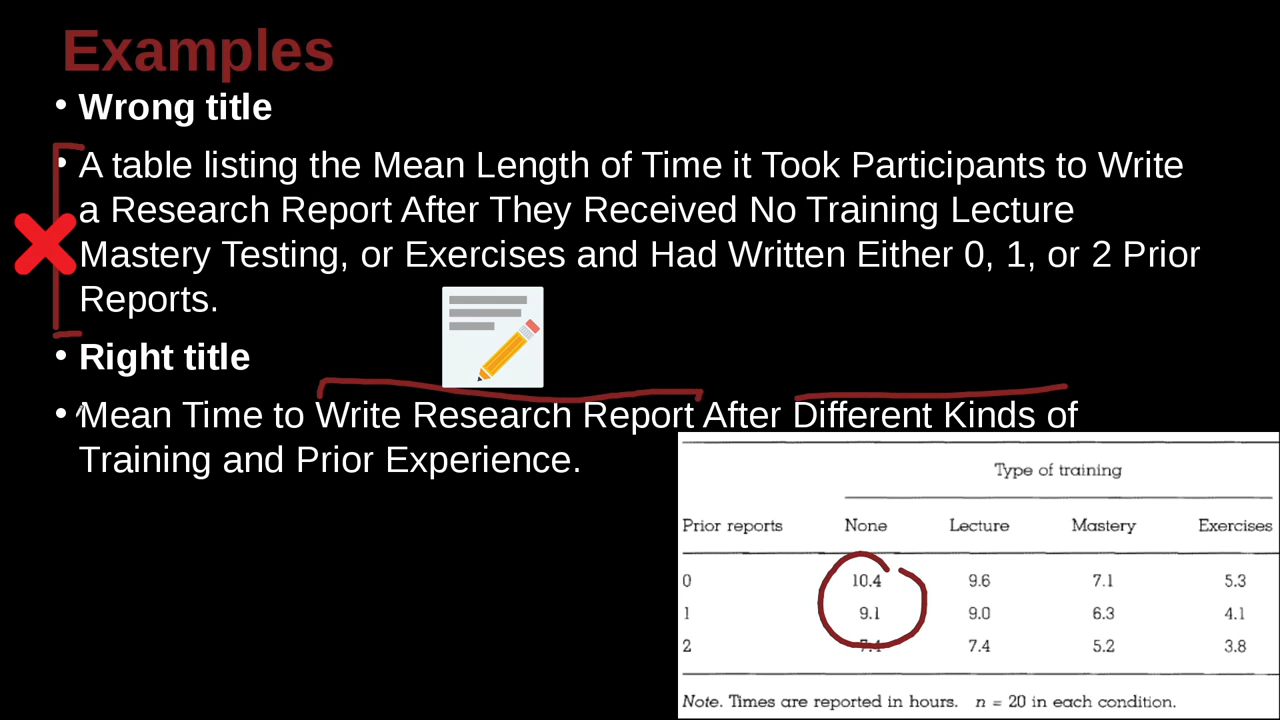 Examples
• Wrong title
• A table listing the Mean Length of Time it Took Participants to Write
a Research Report After They Received No Training Lecture
Mastery Testing, or Exercises and Had Written Either 0, 1, or 2 Prior
Reports.
• Right title
• Mean Time to Write Research Report After Different Kinds of
Training and Prior Experience.
Type of training
Prior reports None Lecture Mastery Exercises
0 10.4 9.6 7.1 5.3
1 9.1 9.0 6.3 4.1
2 7.4 7.4 5.2 3.8
Note. Times are reported in hours. n = 20 in each condition.